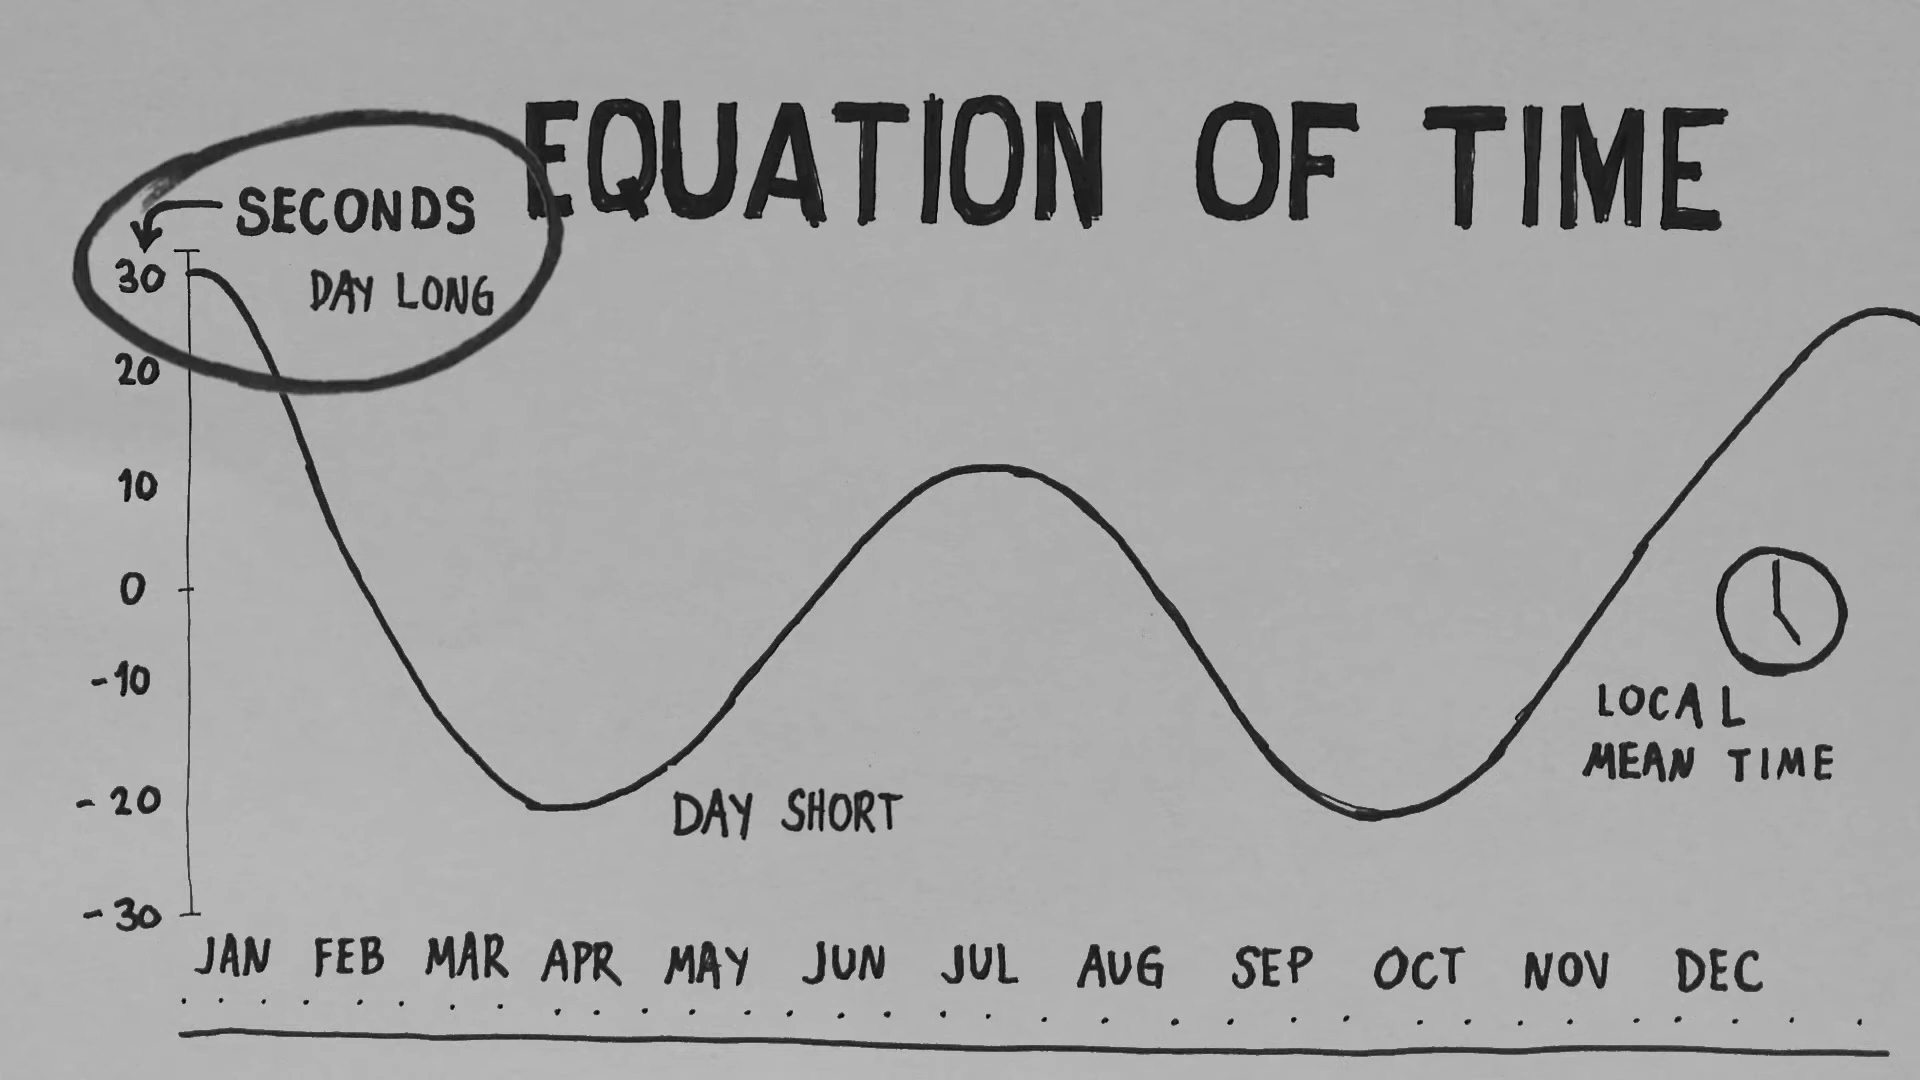 EQUATION OF TIME
SECONDS
DAY LONG
30
20
10
0
-10
-20
-30
DAY SHORT
LOCAL
MEAN TIME
JAN FEB MAR APR MAY JUN JUL AUG SEP OCT NOV DEC